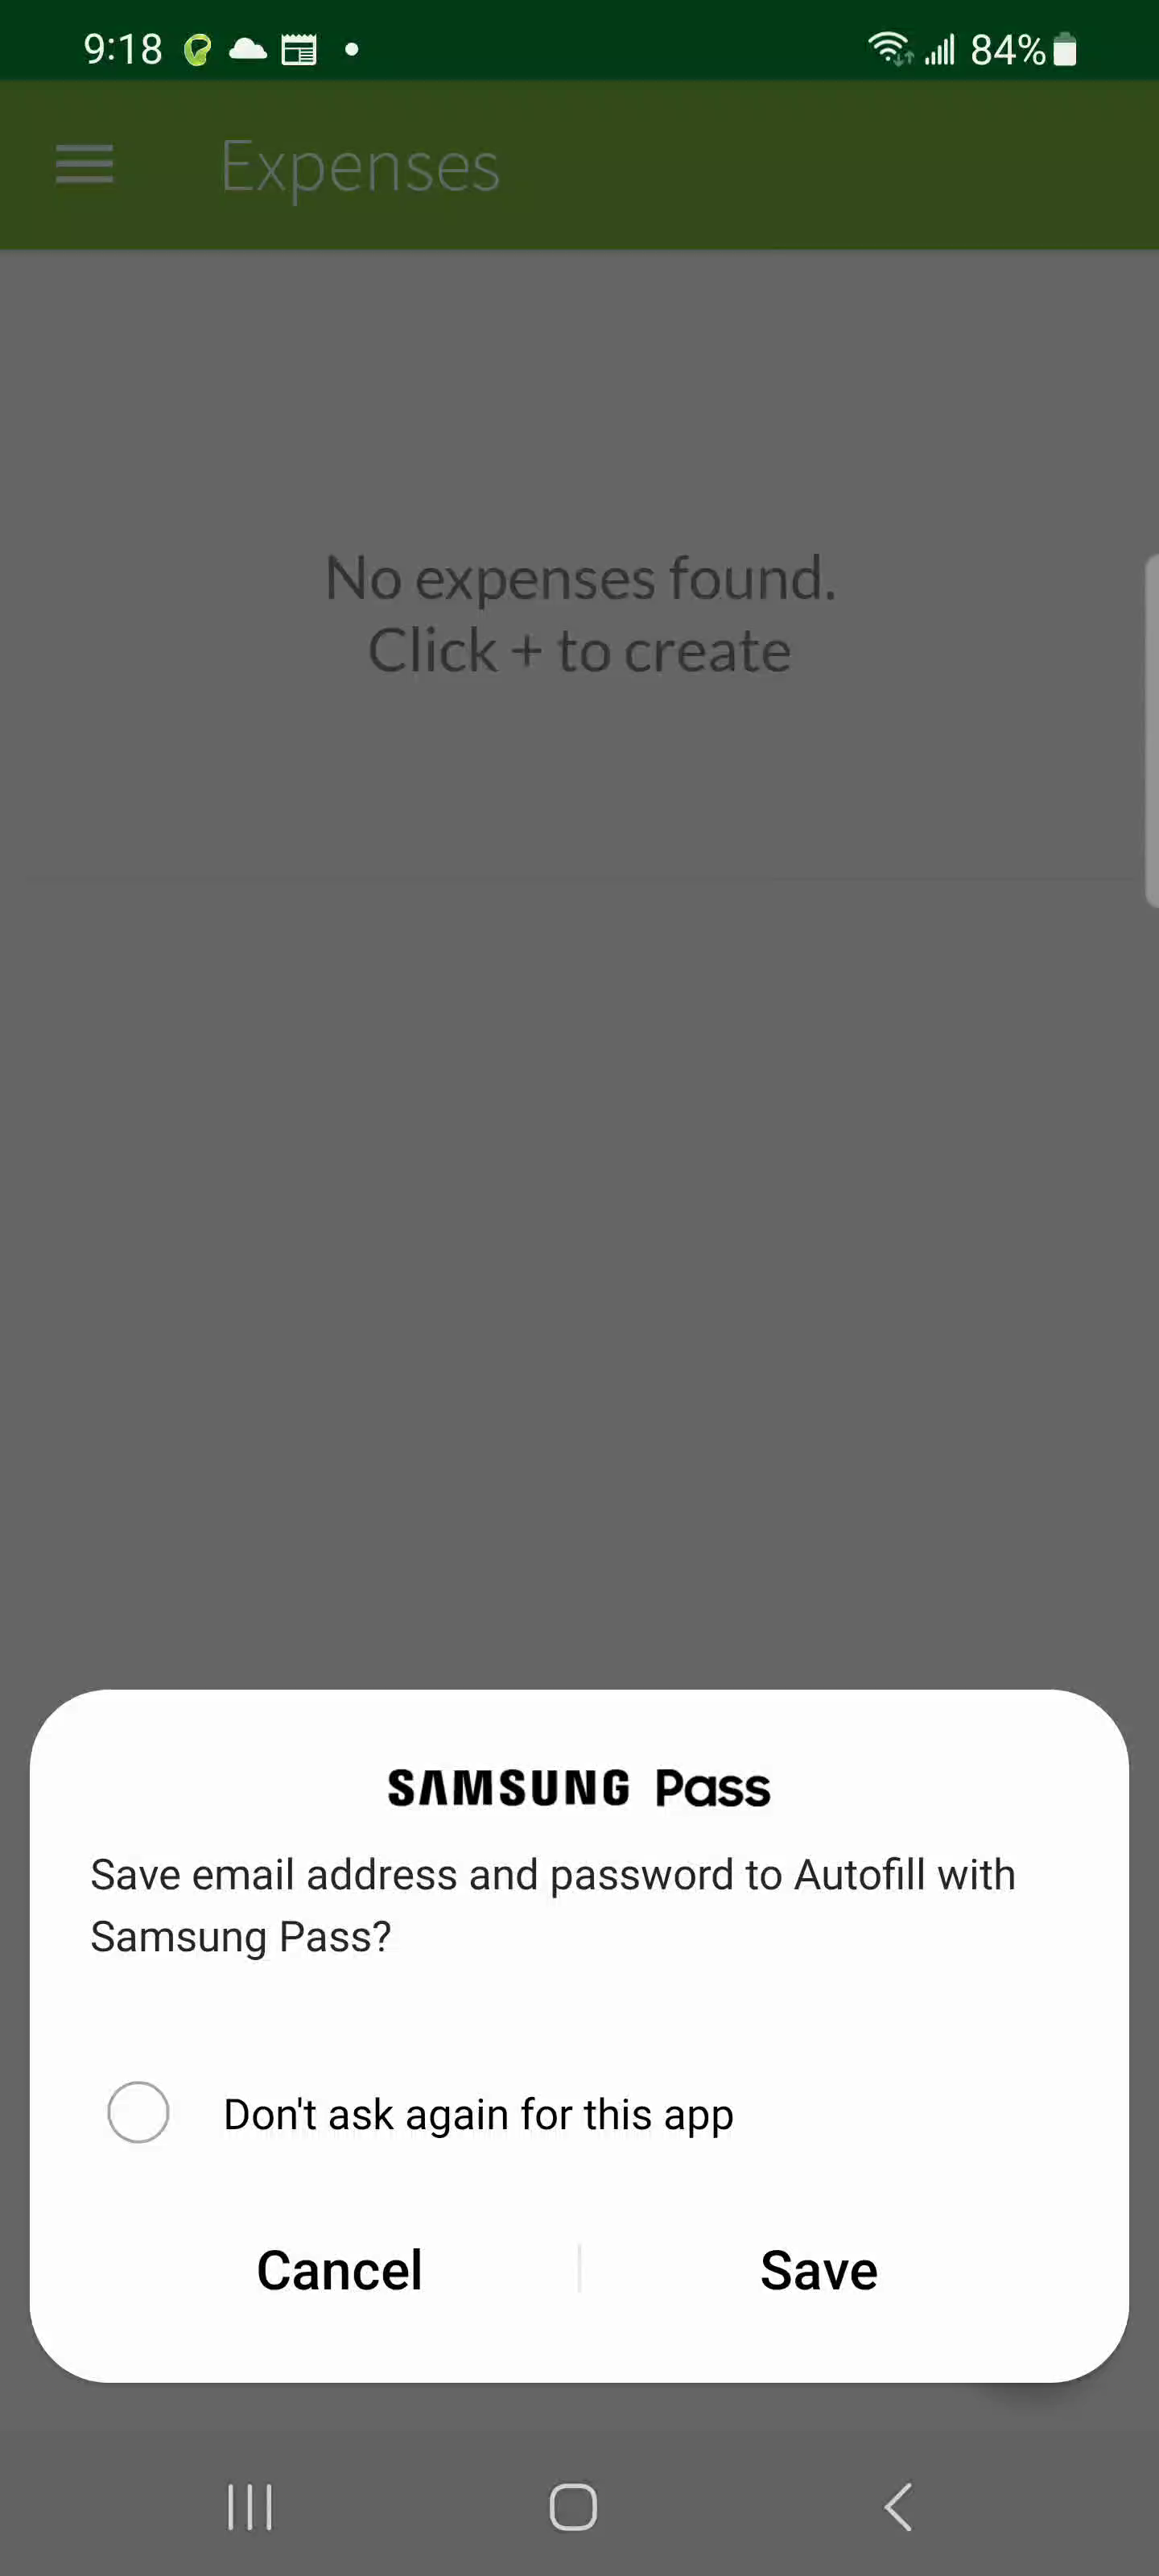 9:18
84%
Expenses
No expenses found.
Click + to create
SAMSUNG Pass
Save email address and password to Autofill with
Samsung Pass?
Don't ask again for this app
Cancel
Save